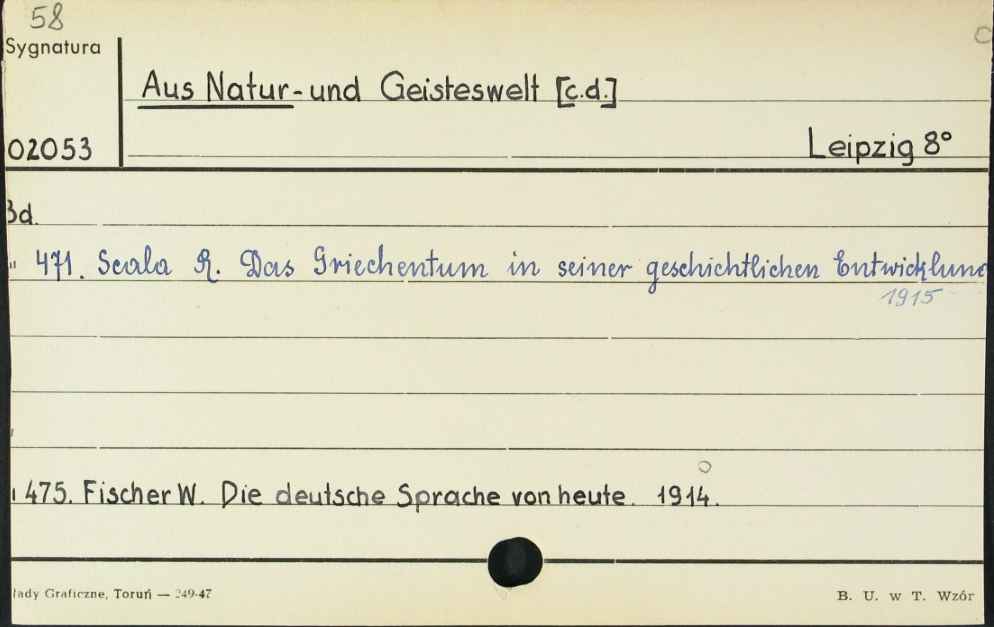 58
Sygnatura
Aus Natur- und Geisteswelt [c.d.]
02053
Leipzig 8°
Bd.
" 471. Scala R. Das Griechentum in seiner geschichtlichen Entwicklung
1915
" 475. Fischer W. Die deutsche Sprache von heute. 1914.
łady Graficzne, Toruń — 249-47
B. U. w T. Wzór